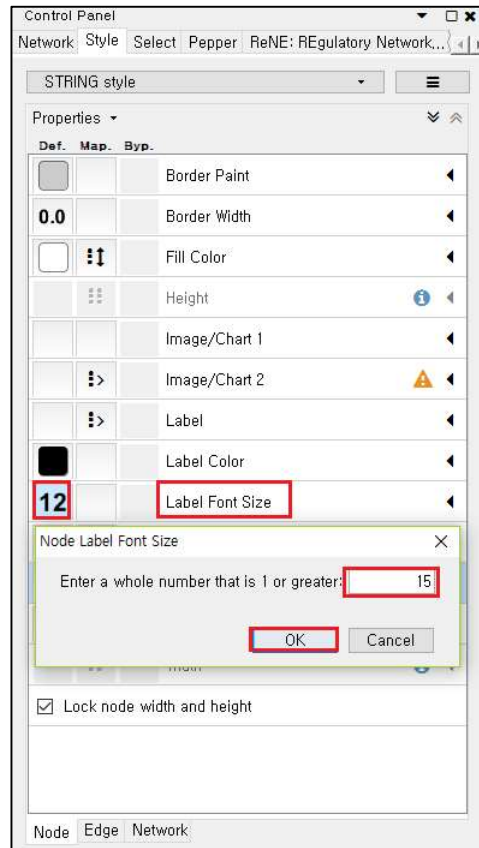 Control Panel
Network Style Select Pepper ReNE: REgulatory Network...
STRING style
Properties
Def. Map. Byp.
Border Paint
0.0 Border Width
Fill Color
Height
Image/Chart 1
Image/Chart 2
Label
Label Color
12 Label Font Size
Node Label Font Size
Enter a whole number that is 1 or greater: 15
OK Cancel
Lock node width and height
Node Edge Network